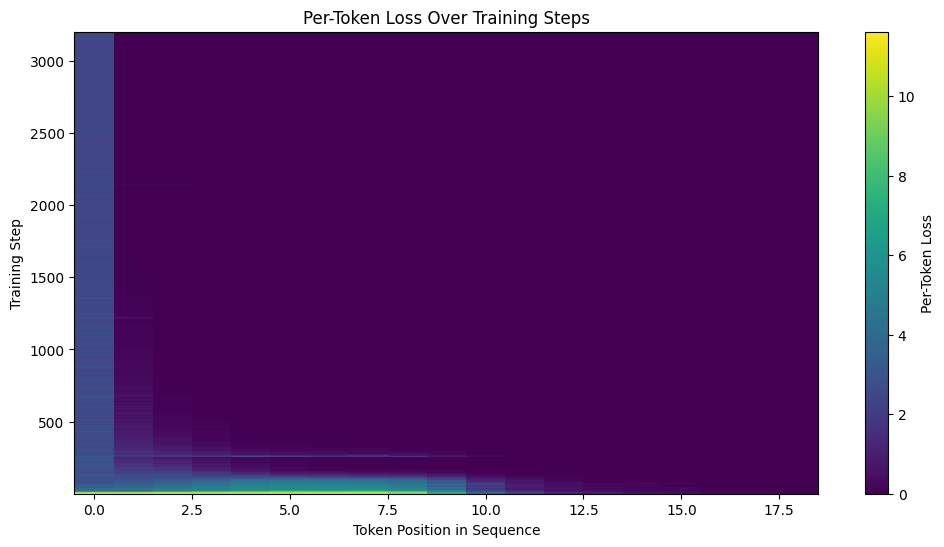 Per-Token Loss Over Training Steps
3000
2500
2000
1500
1000
500
Training Step
0.0 2.5 5.0 7.5 10.0 12.5 15.0 17.5
Token Position in Sequence
10
8
6
4
2
0
Per-Token Loss